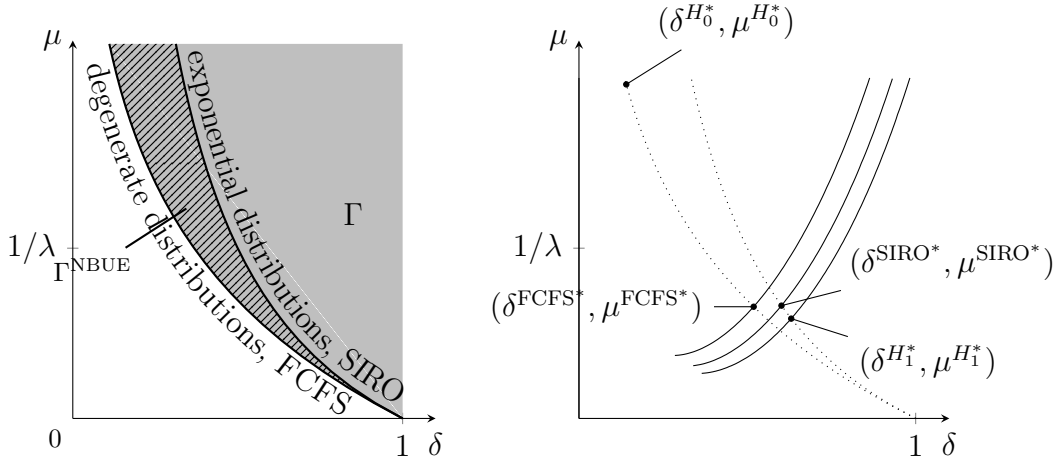 μ
degenerate distributions, FCFS
exponential distributions, SIRO
Γ
1/λ
Γ^NBUE
0
1
δ
(δ^{H_0^*}, μ^{H_0^*})
μ
1/λ
(δ^{SIRO*}, μ^{SIRO*})
(δ^{FCFS*}, μ^{FCFS*})
(δ^{H_1^*}, μ^{H_1^*})
1
δ